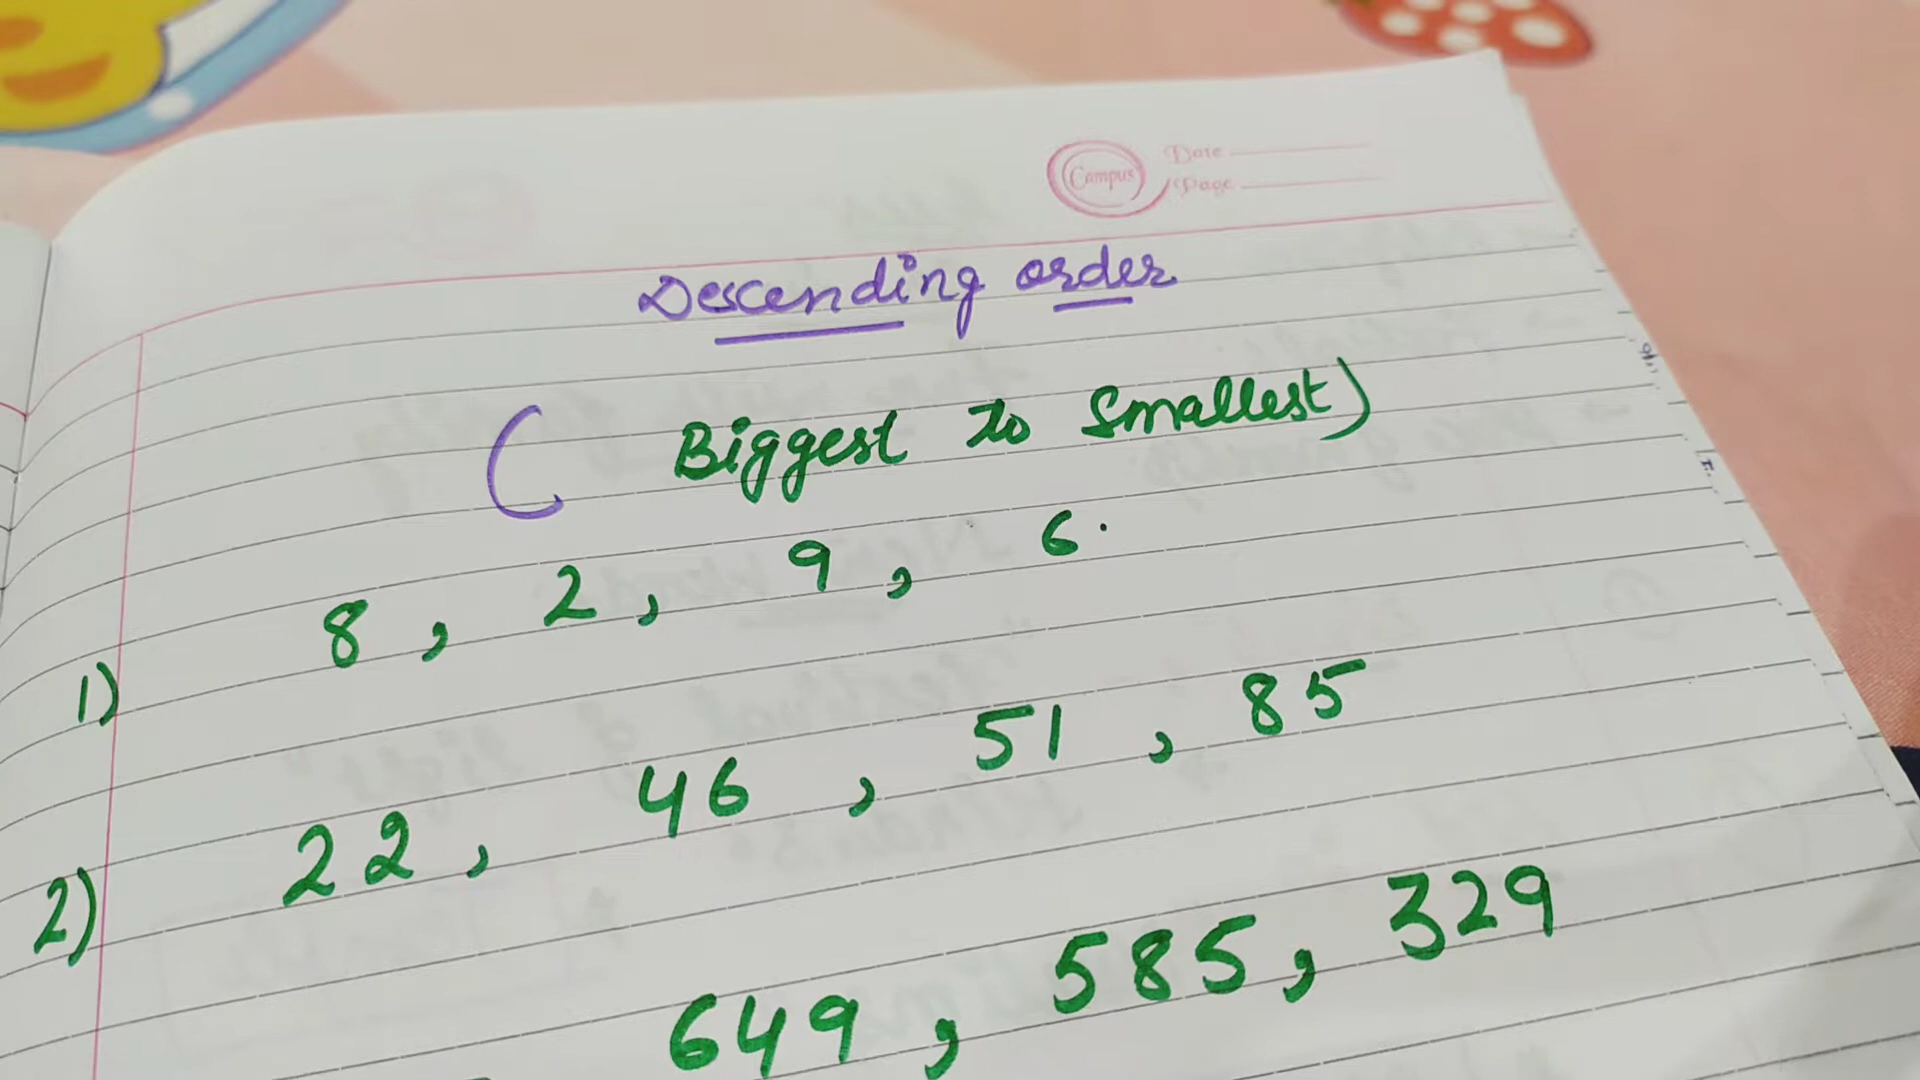 Campus
Date
Page
Descending order
( Biggest to Smallest)
1) 8 , 2 , 9 , 6 .
2) 22 , 46 , 51 , 85
649 , 585 , 329